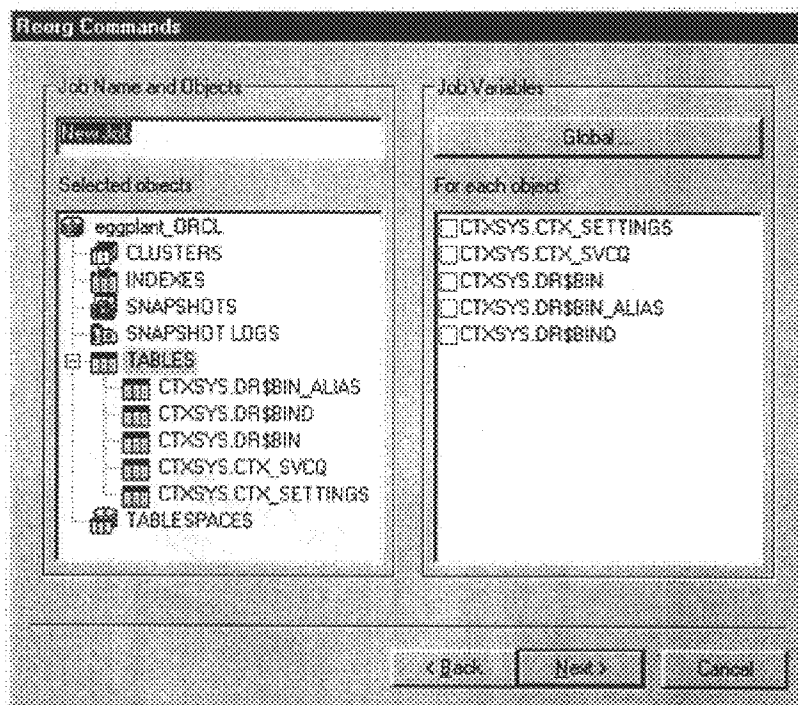 Reorg Commands
Job Name and Objects
New Job
Selected objects
eggplant_ORCL
CLUSTERS
INDEXES
SNAPSHOTS
SNAPSHOT LOGS
TABLES
CTXSYS.DR$BIN_ALIAS
CTXSYS.DR$BIND
CTXSYS.DR$BIN
CTXSYS.CTX_SVCQ
CTXSYS.CTX_SETTINGS
TABLESPACES
Job Variables
Global...
For each object
CTXSYS.CTX_SETTINGS
CTXSYS.CTX_SVCQ
CTXSYS.DR$BIN
CTXSYS.DR$BIN_ALIAS
CTXSYS.DR$BIND
< Back
Next >
Cancel